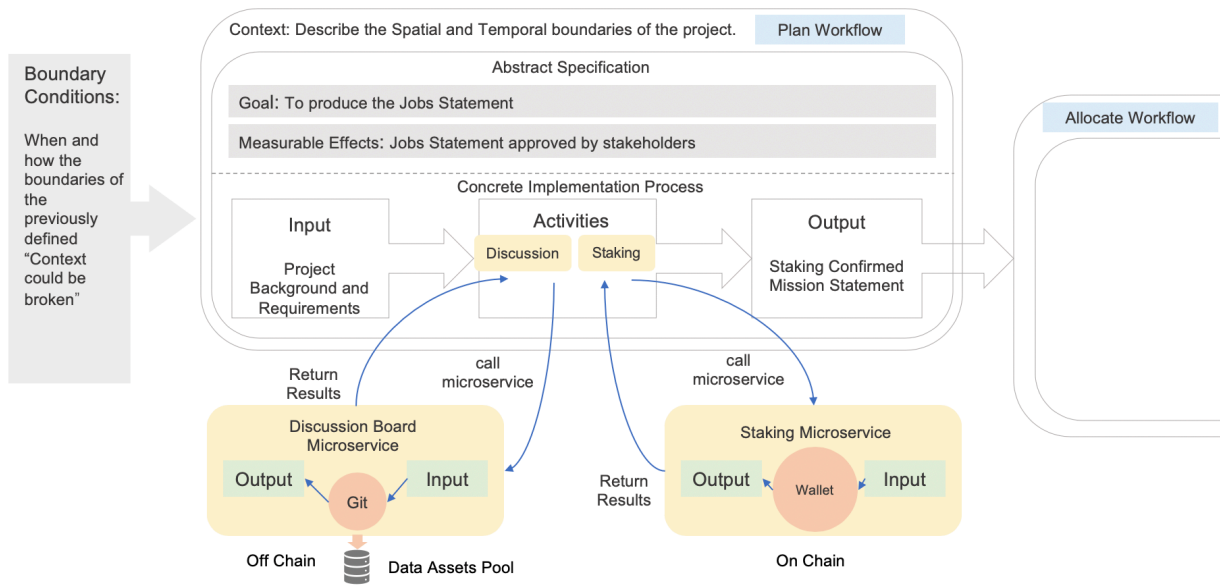 Context: Describe the Spatial and Temporal boundaries of the project.
Plan Workflow
Boundary
Conditions:
When and
how the
boundaries of
the
previously
defined
“Context
could be
broken”
Abstract Specification
Goal: To produce the Jobs Statement
Measurable Effects: Jobs Statement approved by stakeholders
Allocate Workflow
Concrete Implementation Process
Input
Project
Background and
Requirements
Activities
Discussion
Staking
Output
Staking Confirmed
Mission Statement
Return
Results
call
microservice
call
microservice
Discussion Board
Microservice
Output
Git
Input
Return
Results
Staking Microservice
Output
Wallet
Input
Off Chain
Data Assets Pool
On Chain